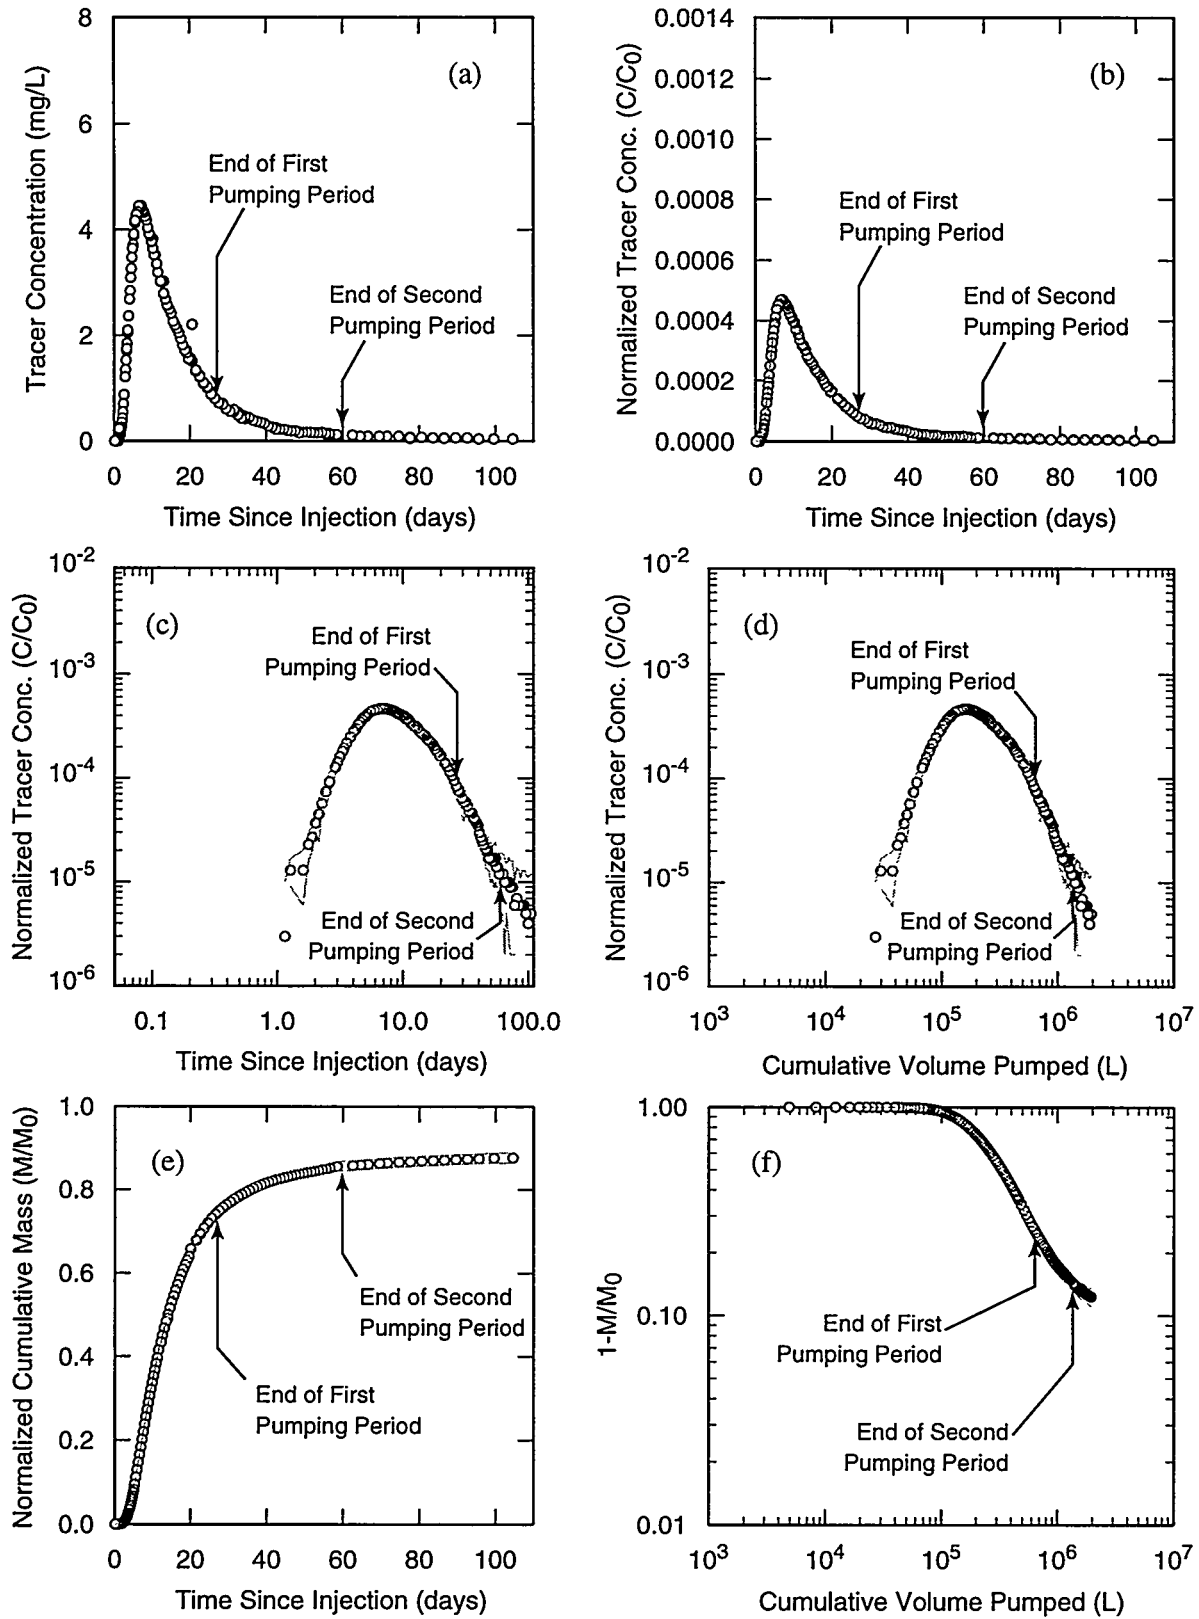 (a)
Tracer Concentration (mg/L)
8
6
4
2
0
End of First
Pumping Period
End of Second
Pumping Period
0 20 40 60 80 100
Time Since Injection (days)
(b)
Normalized Tracer Conc. (C/C0)
0.0014
0.0012
0.0010
0.0008
0.0006
0.0004
0.0002
0.0000
End of First
Pumping Period
End of Second
Pumping Period
0 20 40 60 80 100
Time Since Injection (days)
(c)
Normalized Tracer Conc. (C/C0)
10-2
10-3
10-4
10-5
10-6
End of First
Pumping Period
End of Second
Pumping Period
0.1 1.0 10.0 100.0
Time Since Injection (days)
(d)
Normalized Tracer Conc. (C/C0)
10-2
10-3
10-4
10-5
10-6
End of First
Pumping Period
End of Second
Pumping Period
103 104 105 106 107
Cumulative Volume Pumped (L)
(e)
Normalized Cumulative Mass (M/M0)
1.0
0.8
0.6
0.4
0.2
0.0
End of Second
Pumping Period
End of First
Pumping Period
0 20 40 60 80 100
Time Since Injection (days)
(f)
1-M/M0
1.00
0.10
0.01
End of First
Pumping Period
End of Second
Pumping Period
103 104 105 106 107
Cumulative Volume Pumped (L)